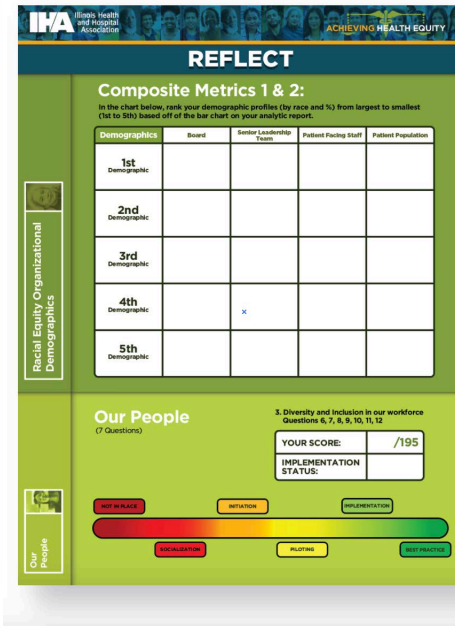 IHA
Illinois Health
and Hospital
Association
ACHIEVING HEALTH EQUITY
REFLECT
Composite Metrics 1 & 2:
In the chart below, rank your demographic profiles (by race and %) from largest to smallest
(1st to 5th) based off of the bar chart on your analytic report.
Demographics Board Senior Leadership Team Patient Facing Staff Patient Population
1st
Demographic
2nd
Demographic
3rd
Demographic
4th
Demographic
x
5th
Demographic
Racial Equity Organizational
Demographics
Our People
(7 Questions)
3. Diversity and Inclusion in our workforce
Questions 6, 7, 8, 9, 10, 11, 12
YOUR SCORE: /195
IMPLEMENTATION
STATUS:
NOT IN PLACE INITIATION IMPLEMENTATION
SOCIALIZATION PILOTING BEST PRACTICE
Our
People